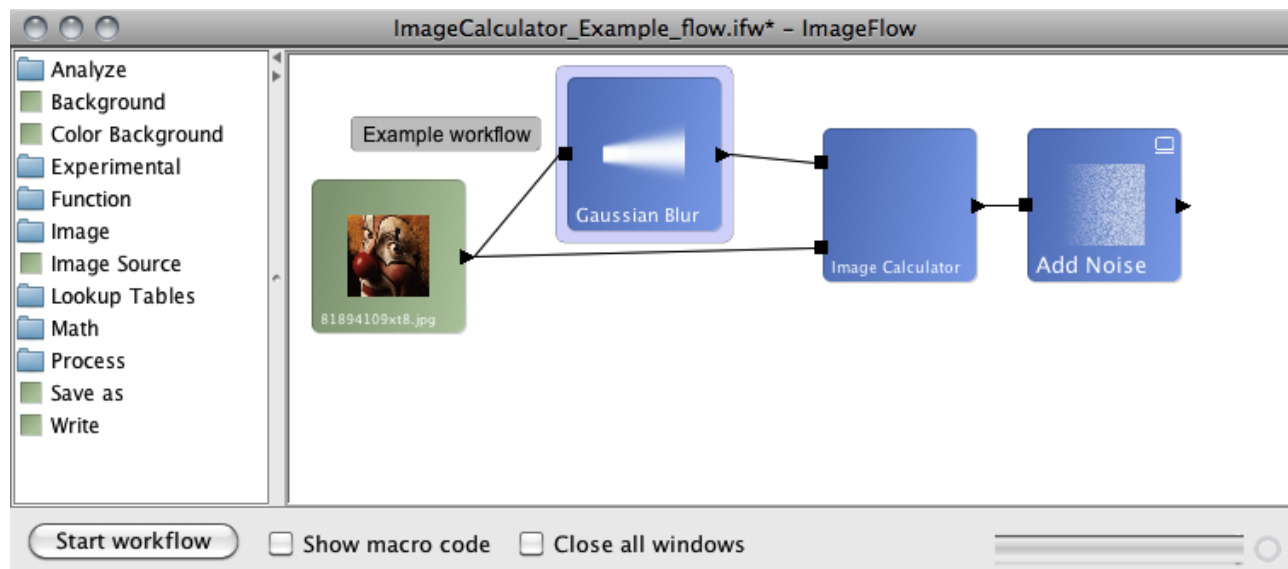 ImageCalculator_Example_flow.ifw* – ImageFlow
Analyze
Background
Color Background
Experimental
Function
Image
Image Source
Lookup Tables
Math
Process
Save as
Write
Example workflow
Gaussian Blur
81894109xt8.jpg
Image Calculator
Add Noise
Start workflow
Show macro code
Close all windows